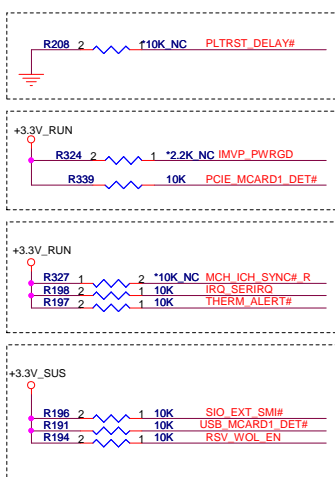 R208 2 1 *10K_NC PLTRST_DELAY#
+3.3V_RUN
R324 2 1 *2.2K_NC IMVP_PWRGD
R339 10K PCIE_MCARD1_DET#
+3.3V_RUN
R327 1 2 *10K_NC MCH_ICH_SYNC#_R
R198 2 1 10K IRQ_SERIRQ
R197 2 1 10K THERM_ALERT#
+3.3V_SUS
R196 2 1 10K SIO_EXT_SMI#
R191 10K USB_MCARD1_DET#
R194 2 1 10K RSV_WOL_EN